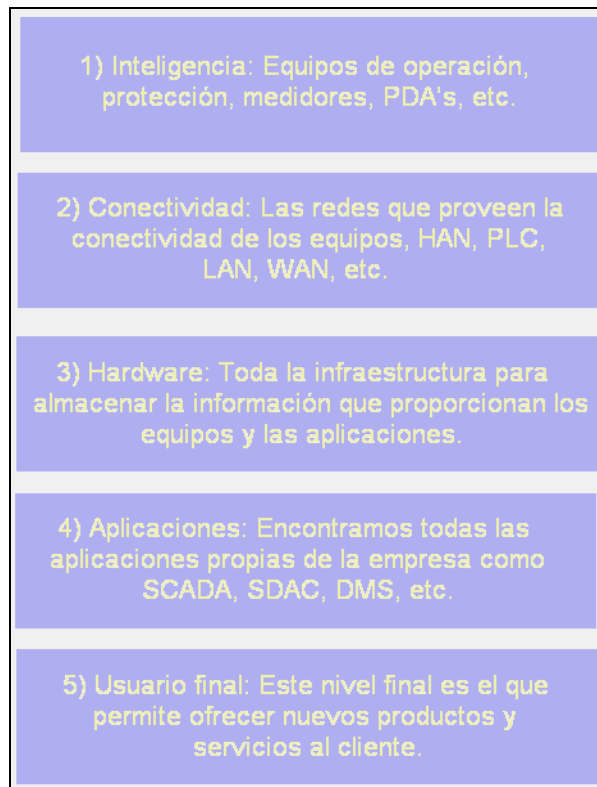 1) Inteligencia: Equipos de operación,
protección, medidores, PDA's, etc.
2) Conectividad: Las redes que proveen la
conectividad de los equipos, HAN, PLC,
LAN, WAN, etc.
3) Hardware: Toda la infraestructura para
almacenar la información que proporcionan los
equipos y las aplicaciones.
4) Aplicaciones: Encontramos todas las
aplicaciones propias de la empresa como
SCADA, SDAC, DMS, etc.
5) Usuario final: Este nivel final es el que
permite ofrecer nuevos productos y
servicios al cliente.